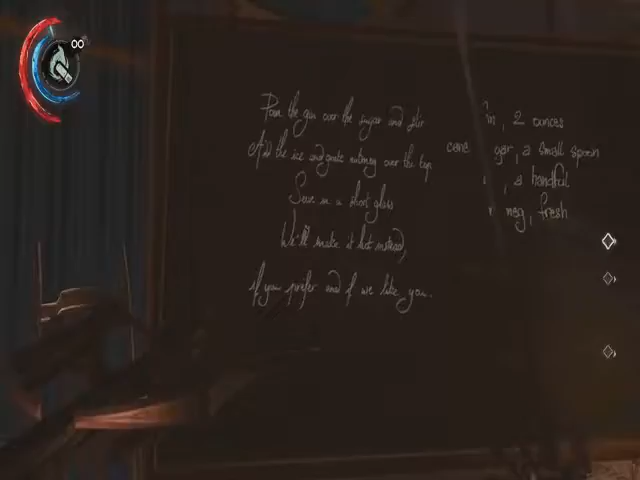 Pour the gin over the sugar and stir
Add the ice and grate nutmeg over the top
Serve in a short glass
We'll make it hot instead,
if you prefer and if we like you.
in, 2 ounces
cane gar, a small spoon
, a handful
meg, fresh